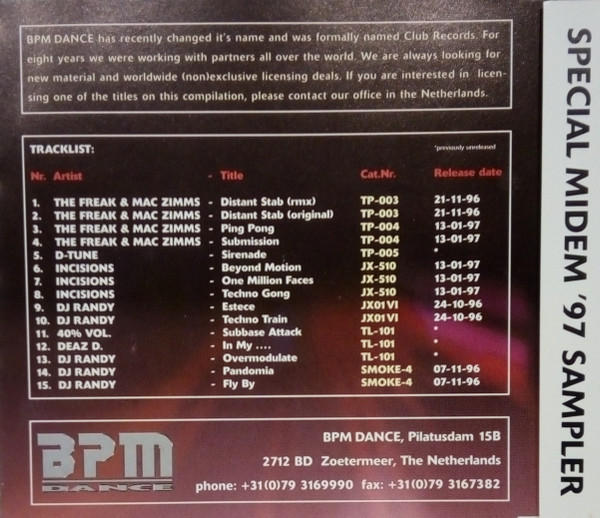 BPM DANCE has recently changed it's name and was formally named Club Records. For
eight years we were working with partners all over the world. We are always looking for
new material and worldwide (non)exclusive licensing deals. If you are interested in licen-
sing one of the titles on this compilation, please contact our office in the Netherlands.
TRACKLIST: *previously unreleased
Nr. Artist - Title Cat.Nr. Release date
1. THE FREAK & MAC ZIMMS - Distant Stab (rmx) TP-003 21-11-96
2. THE FREAK & MAC ZIMMS - Distant Stab (original) TP-003 21-11-96
3. THE FREAK & MAC ZIMMS - Ping Pong TP-004 13-01-97
4. THE FREAK & MAC ZIMMS - Submission TP-004 13-01-97
5. D-TUNE - Sirenade TP-005 *
6. INCISIONS - Beyond Motion JX-510 13-01-97
7. INCISIONS - One Million Faces JX-510 13-01-97
8. INCISIONS - Techno Gong JX-510 13-01-97
9. DJ RANDY - Estece JX01VI 24-10-96
10. DJ RANDY - Techno Train JX01VI 24-10-96
11. 40% VOL. - Subbase Attack TL-101 *
12. DEAZ D. - In My .... TL-101 *
13. DJ RANDY - Overmodulate TL-101 *
14. DJ RANDY - Pandomia SMOKE-4 07-11-96
15. DJ RANDY - Fly By SMOKE-4 07-11-96
BPM
DANCE
BPM DANCE, Pilatusdam 15B
2712 BD Zoetermeer, The Netherlands
phone: +31(0)79 3169990 fax: +31(0)79 3167382
SPECIAL MIDEM '97 SAMPLER